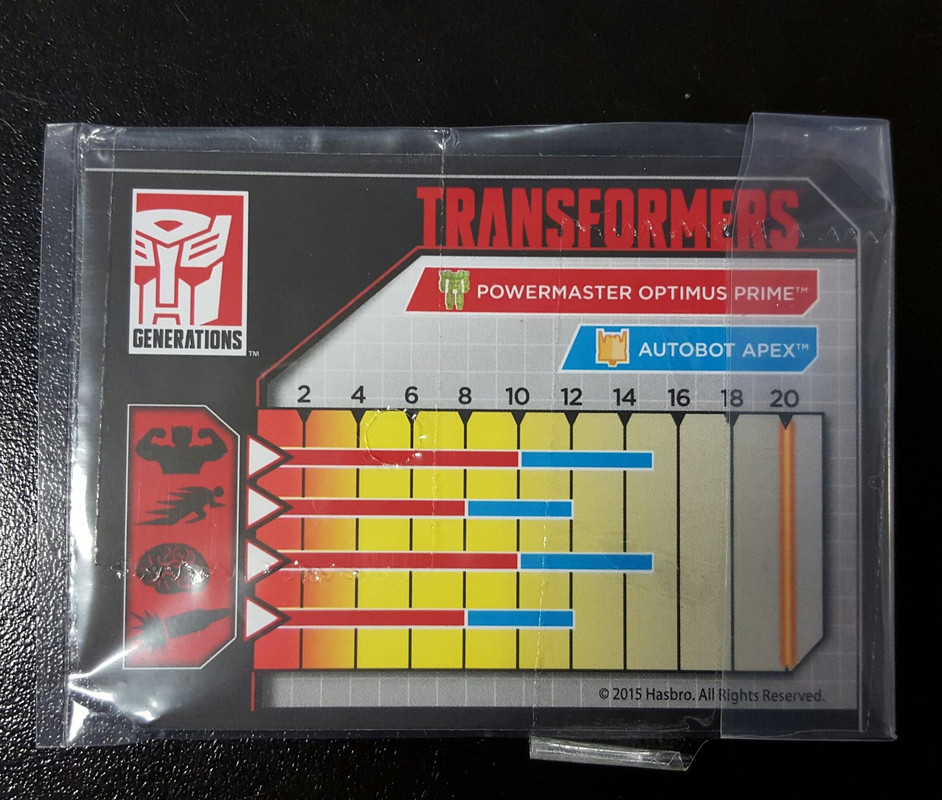 TRANSFORMERS
GENERATIONS™
POWERMASTER OPTIMUS PRIME™
AUTOBOT APEX™
2 4 6 8 10 12 14 16 18 20
© 2015 Hasbro. All Rights Reserved.